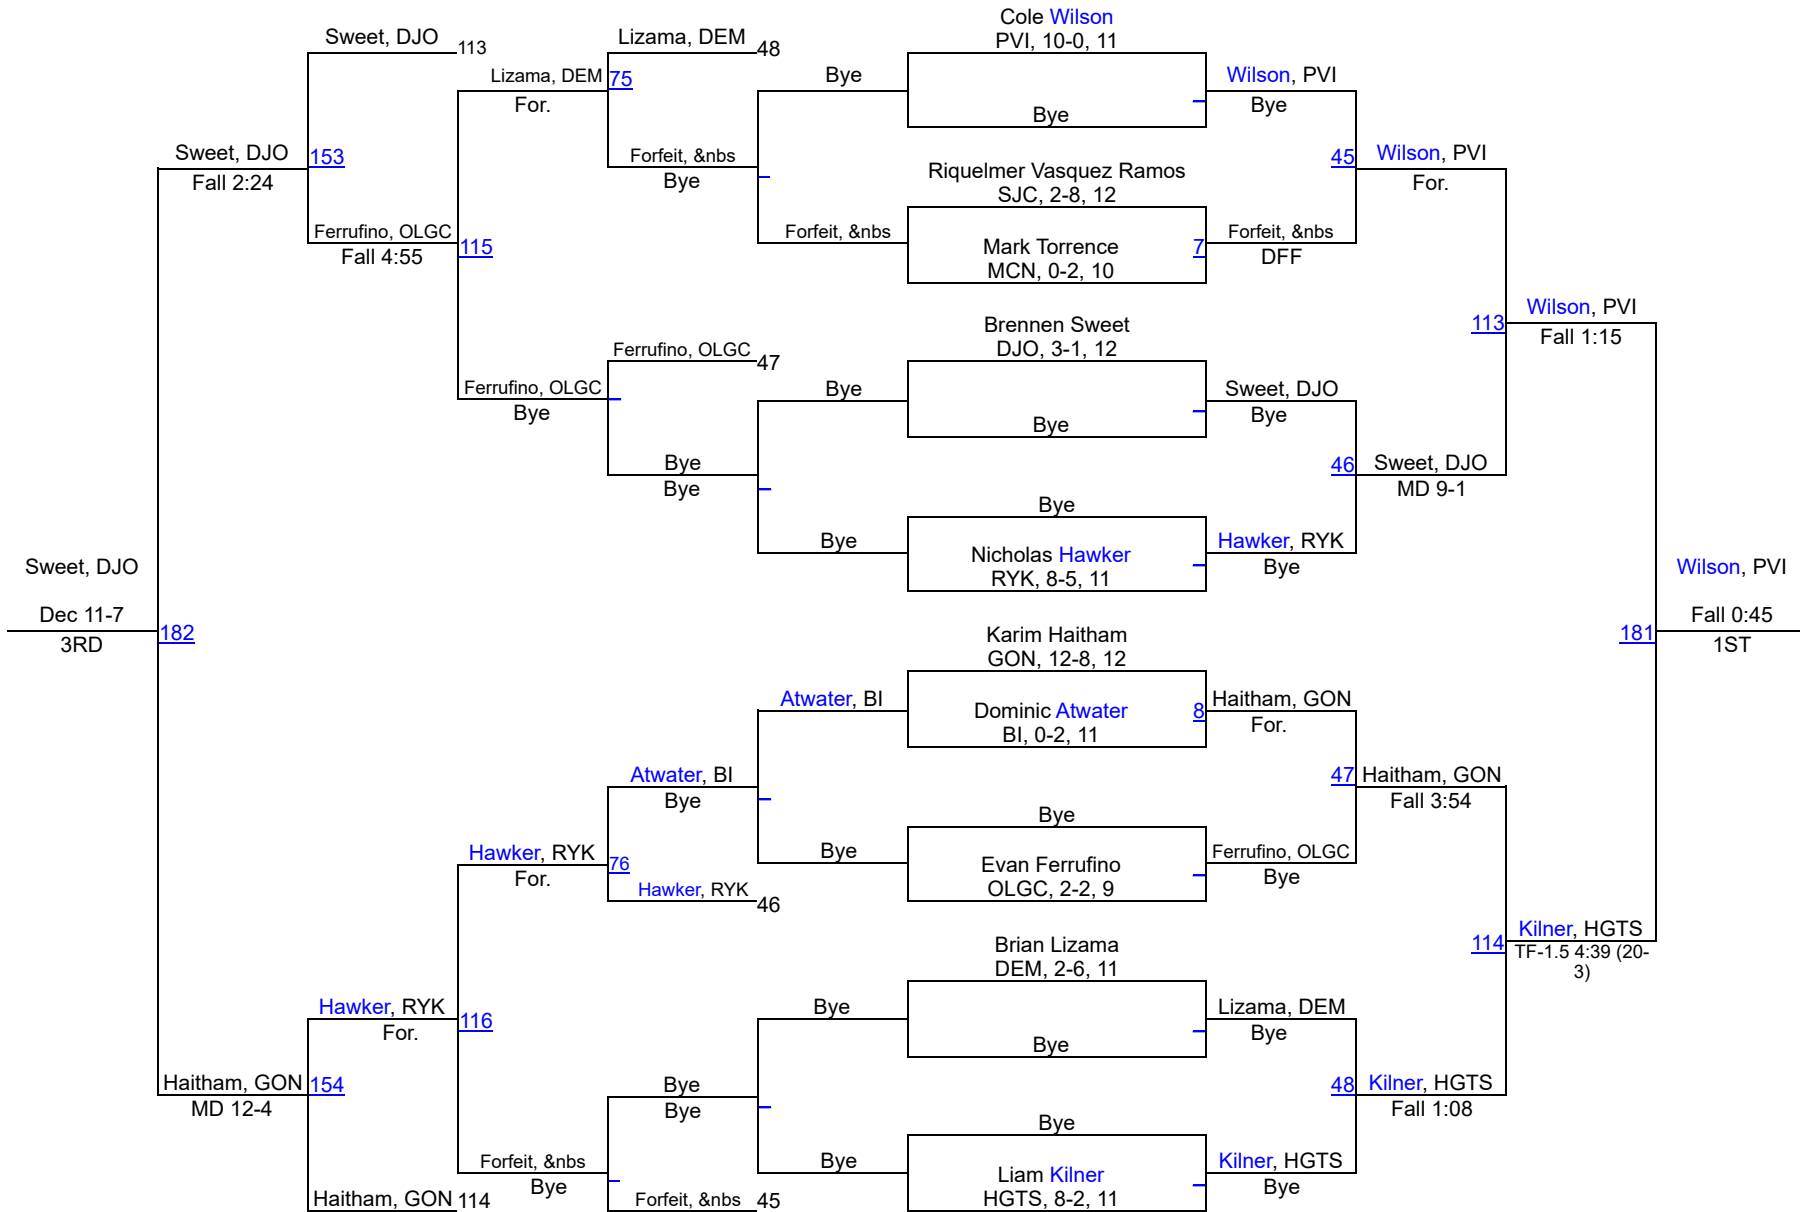 Cole Wilson
PVI, 10-0, 11
Bye
Riquelmer Vasquez Ramos
SJC, 2-8, 12
Mark Torrence
MCN, 0-2, 10
7
Brennen Sweet
DJO, 3-1, 12
Bye
Bye
Nicholas Hawker
RYK, 8-5, 11
Karim Haitham
GON, 12-8, 12
Dominic Atwater
BI, 0-2, 11
8
Bye
Evan Ferrufino
OLGC, 2-2, 9
Brian Lizama
DEM, 2-6, 11
Bye
Bye
Liam Kilner
HGTS, 8-2, 11
Wilson, PVI
Bye
Forfeit, &nbs
DFF
Sweet, DJO
Bye
Hawker, RYK
Bye
Haitham, GON
For.
Ferrufino, OLGC
Bye
Lizama, DEM
Bye
Kilner, HGTS
Bye
45
Wilson, PVI
For.
46
Sweet, DJO
MD 9-1
47
Haitham, GON
Fall 3:54
48
Kilner, HGTS
Fall 1:08
113
Wilson, PVI
Fall 1:15
114
Kilner, HGTS
TF-1.5 4:39 (20-
3)
Wilson, PVI
181
Fall 0:45
1ST
Bye
Forfeit, &nbs
Bye
Bye
Atwater, BI
Bye
Bye
Bye
Lizama, DEM
48
Forfeit, &nbs
Bye
Ferrufino, OLGC
47
Bye
Bye
Atwater, BI
Bye
Hawker, RYK
46
Bye
Bye
Forfeit, &nbs
45
Lizama, DEM
For.
75
Ferrufino, OLGC
Bye
Hawker, RYK
For.
76
Forfeit, &nbs
Bye
Sweet, DJO
113
Ferrufino, OLGC
Fall 4:55
115
Hawker, RYK
For.
116
Haitham, GON
114
Sweet, DJO
Fall 2:24
153
Haitham, GON
MD 12-4
154
Sweet, DJO
Dec 11-7
3RD
182